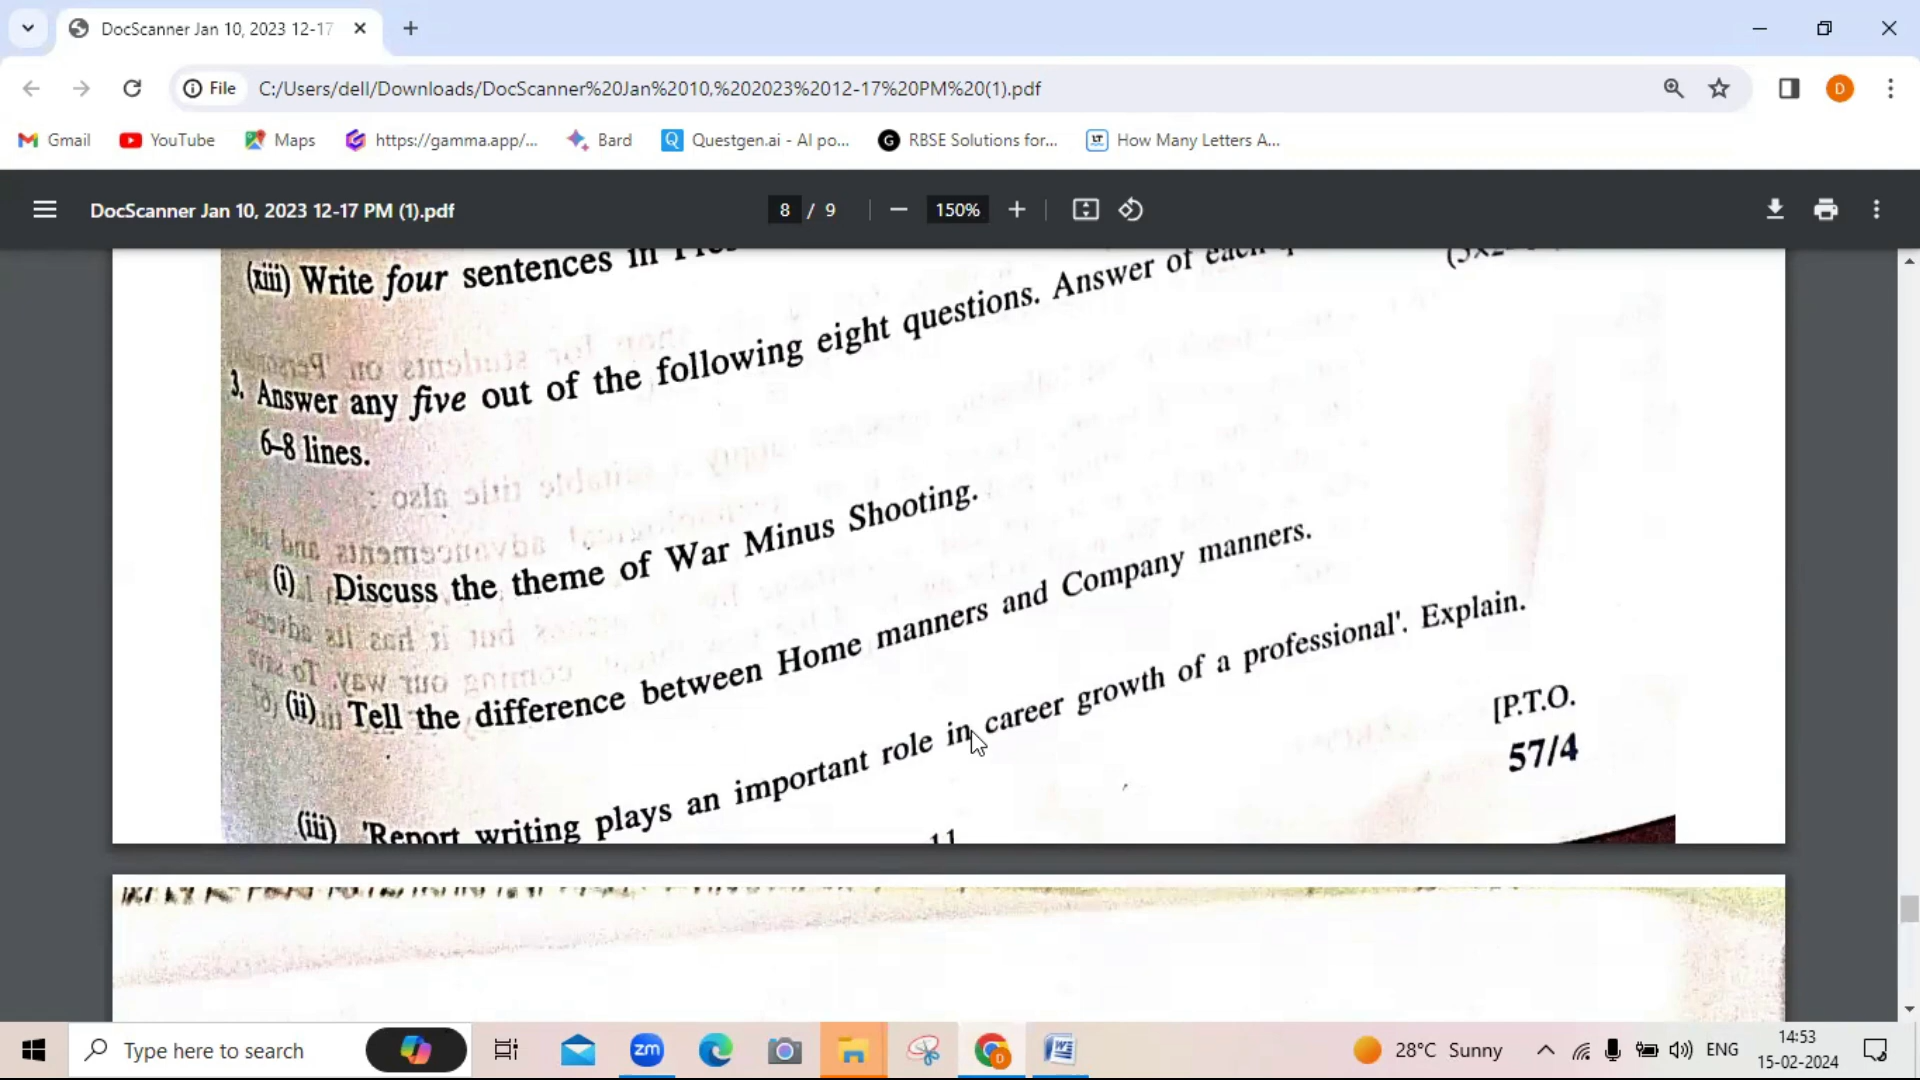 DocScanner Jan 10, 2023 12-17
File C:/Users/dell/Downloads/DocScanner%20Jan%2010,%202023%2012-17%20PM%20(1).pdf
D
Gmail YouTube Maps https://gamma.app/... Bard Questgen.ai - AI po... RBSE Solutions for... How Many Letters A...
DocScanner Jan 10, 2023 12-17 PM (1).pdf 8 / 9 150%
(xiii) Write four sentences in
3. Answer any five out of the following eight questions. Answer of each
6–8 lines.
(i) Discuss the theme of War Minus Shooting.
(ii) Tell the difference between Home manners and Company manners.
(iii) 'Report writing plays an important role in career growth of a professional'. Explain.
[P.T.O.
57/4
11
Type here to search
28°C Sunny ENG 14:53
15-02-2024